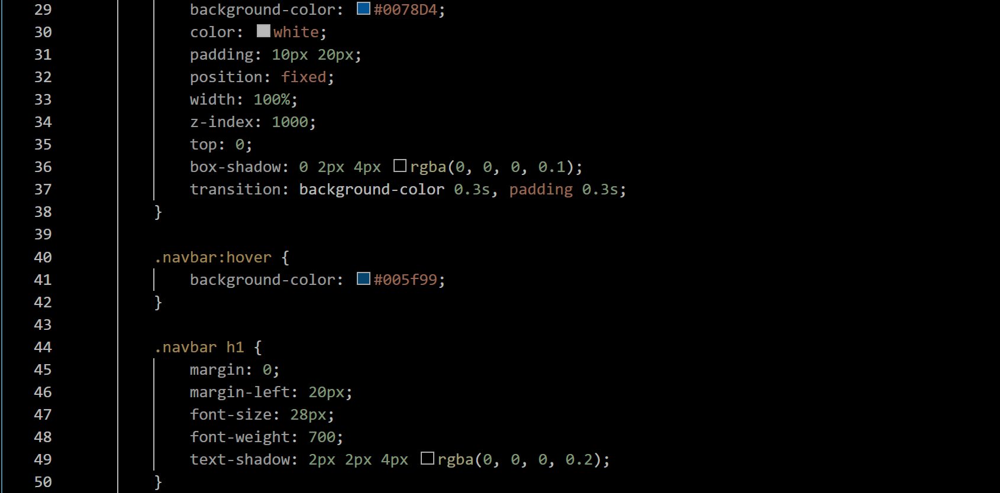 29 background-color: #0078D4;
30 color: white;
31 padding: 10px 20px;
32 position: fixed;
33 width: 100%;
34 z-index: 1000;
35 top: 0;
36 box-shadow: 0 2px 4px rgba(0, 0, 0, 0.1);
37 transition: background-color 0.3s, padding 0.3s;
38 }
39
40 .navbar:hover {
41 background-color: #005f99;
42 }
43
44 .navbar h1 {
45 margin: 0;
46 margin-left: 20px;
47 font-size: 28px;
48 font-weight: 700;
49 text-shadow: 2px 2px 4px rgba(0, 0, 0, 0.2);
50 }